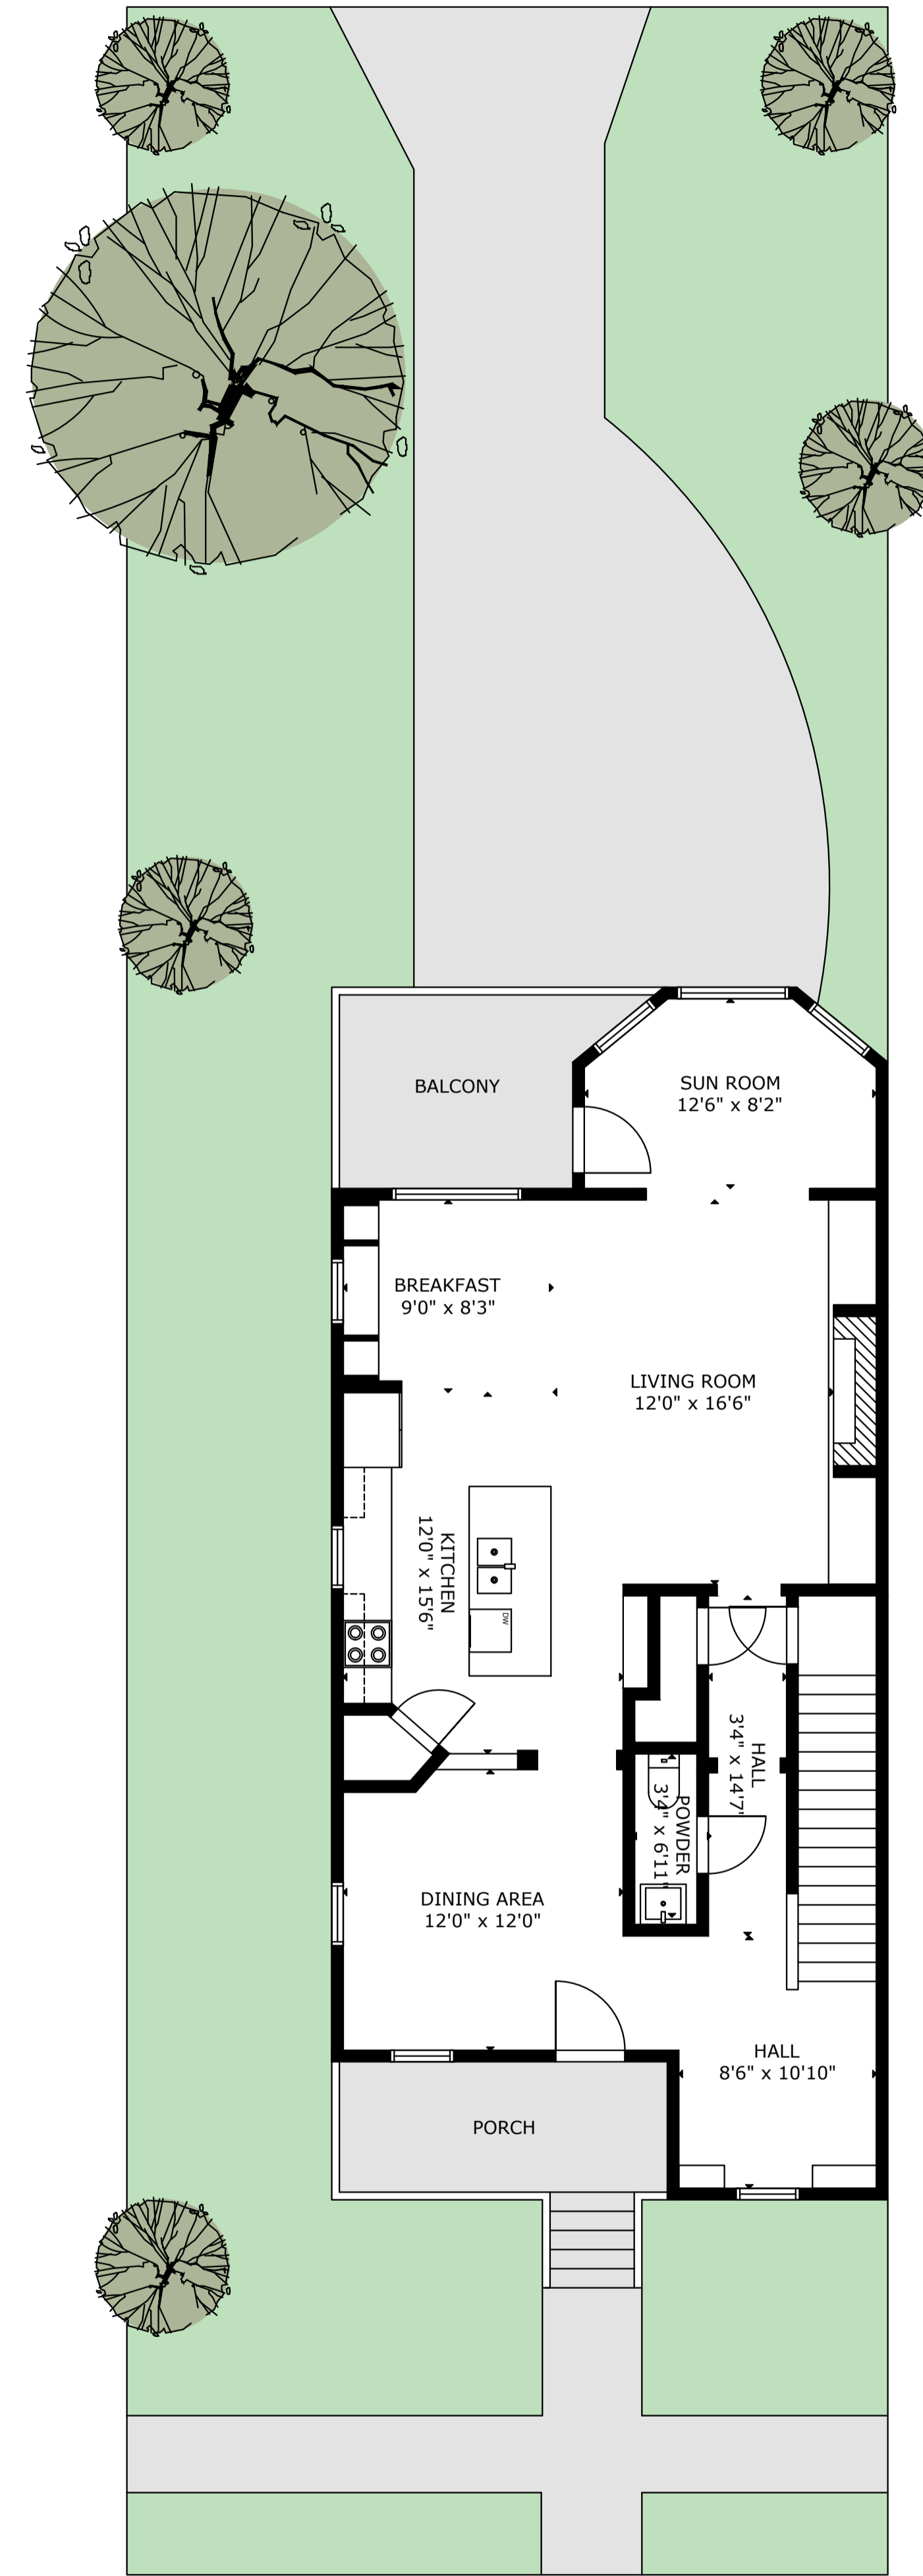 BALCONY
SUN ROOM
12'6" x 8'2"
BREAKFAST
9'0" x 8'3"
LIVING ROOM
12'0" x 16'6"
KITCHEN
12'0" x 15'6"
DW
HALL
3'4" x 14'7"
POWDER
3'4" x 6'11"
DINING AREA
12'0" x 12'0"
HALL
8'6" x 10'10"
PORCH